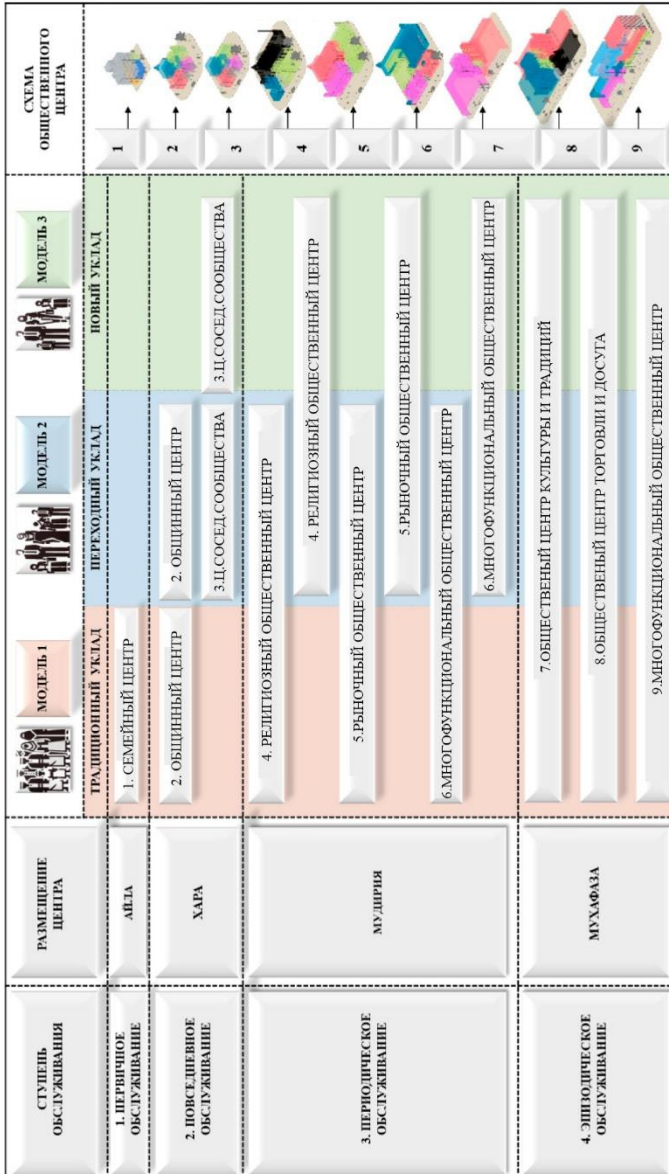 СТУПЕНЬ
ОБСЛУЖИВАНИЯ
РАЗМЕЩЕНИЕ
ЦЕНТРА
МОДЕЛЬ 1
МОДЕЛЬ 2
МОДЕЛЬ 3
СХЕМА
ОБЩЕСТВЕННОГО
ЦЕНТРА
ТРАДИЦИОННЫЙ УКЛАД
ПЕРЕХОДНЫЙ УКЛАД
НОВЫЙ УКЛАД
1. ПЕРВИЧНОЕ
ОБСЛУЖИВАНИЕ
АЙЛА
1. СЕМЕЙНЫЙ ЦЕНТР
1
2. ПОВСЕДНЕВНОЕ
ОБСЛУЖИВАНИЕ
ХАРА
2. ОБЩИННЫЙ ЦЕНТР
2. ОБЩИННЫЙ ЦЕНТР
2
3.Ц.СОСЕД.СООБЩЕСТВА
3.Ц.СОСЕД.СООБЩЕСТВА
3
3. ПЕРИОДИЧЕСКОЕ
ОБСЛУЖИВАНИЕ
МУДИРИЯ
4. РЕЛИГИОЗНЫЙ ОБЩЕСТВЕННЫЙ ЦЕНТР
4. РЕЛИГИОЗНЫЙ ОБЩЕСТВЕННЫЙ ЦЕНТР
4
5.РЫНОЧНЫЙ ОБЩЕСТВЕННЫЙ ЦЕНТР
5.РЫНОЧНЫЙ ОБЩЕСТВЕННЫЙ ЦЕНТР
5
6.МНОГОФУНКЦИОНАЛЬНЫЙ ОБЩЕСТВЕННЫЙ ЦЕНТР
6
6.МНОГОФУНКЦИОНАЛЬНЫЙ ОБЩЕСТВЕННЫЙ ЦЕНТР
7
4. ЭПИЗОДИЧЕСКОЕ
ОБСЛУЖИВАНИЕ
МУХАФАЗА
7.ОБЩЕСТВЕНЫЙ ЦЕНТР КУЛЬТУРЫ И ТРАДИЦИЙ
8.ОБЩЕСТВЕНЫЙ ЦЕНТР ТОРГОВЛИ И ДОСУГА
8
9.МНОГОФУНКЦИОНАЛЬНЫЙ ОБЩЕСТВЕННЫЙ ЦЕНТР
9